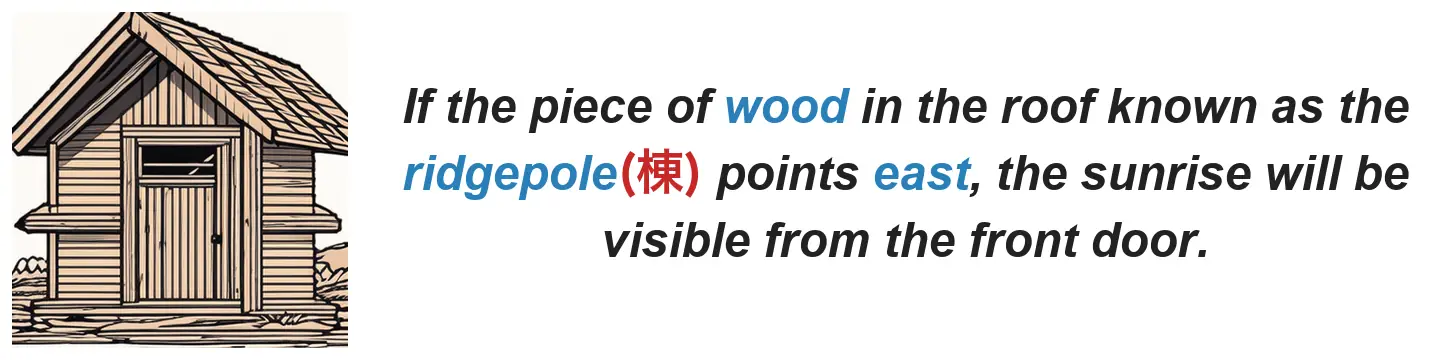 If the piece of wood in the roof known as the
ridgepole(棟) points east, the sunrise will be
visible from the front door.